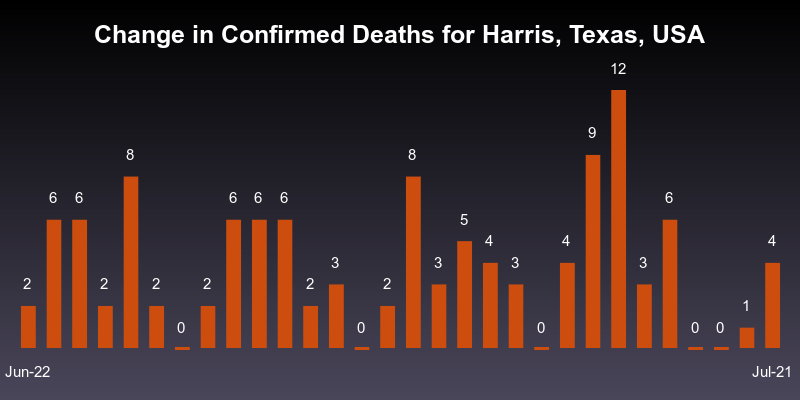 Change in Confirmed Deaths for Harris, Texas, USA
2 6 6 2 8 2 0 2 6 6 6 2 3 0 2 8 3 5 4 3 0 4 9 12 3 6 0 0 1 4
Jun-22 Jul-21